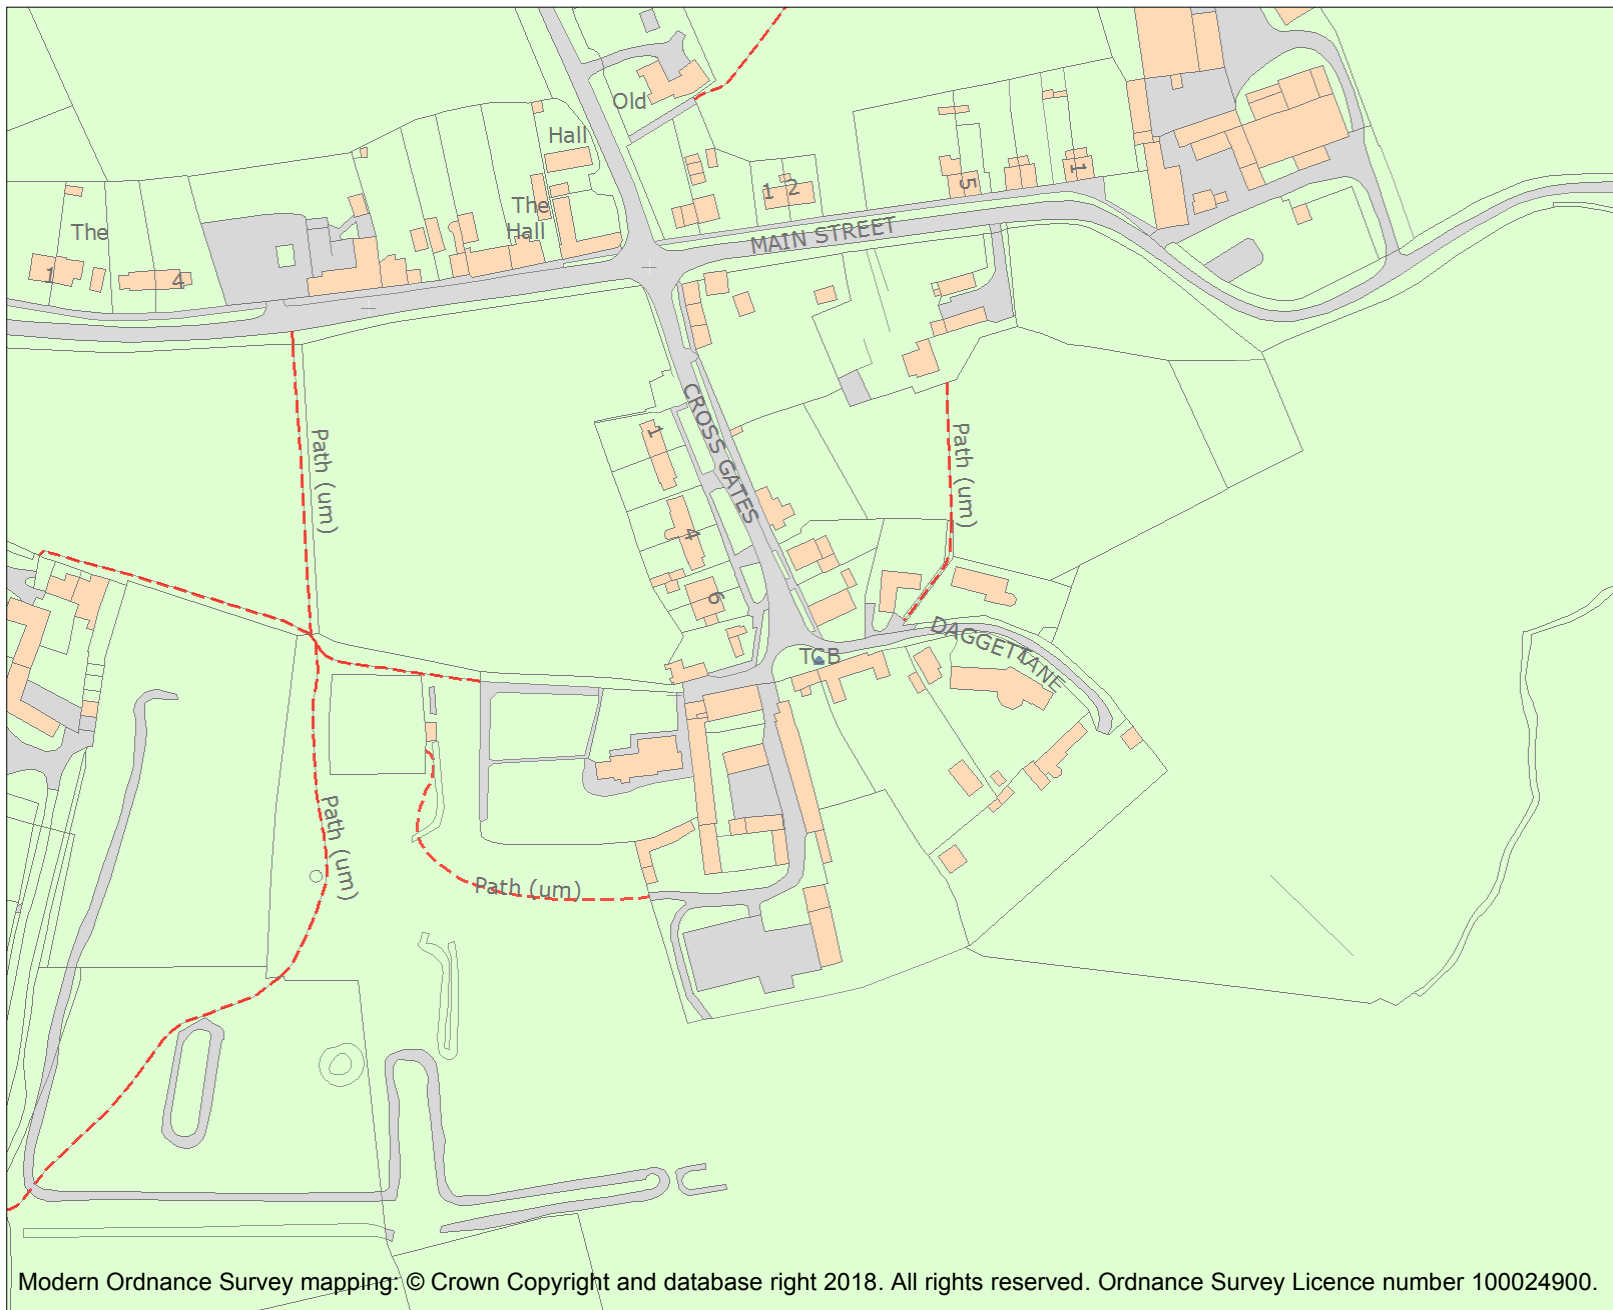 Old
Hall
The
Hall
The
1
4
1 2
5
1
MAIN STREET
CROSS GATES
Path (um)
Path (um)
1
4
6
TCB
DAGGETT LANE
Path (um)
Path (um)
Modern Ordnance Survey mapping: © Crown Copyright and database right 2018. All rights reserved. Ordnance Survey Licence number 100024900.